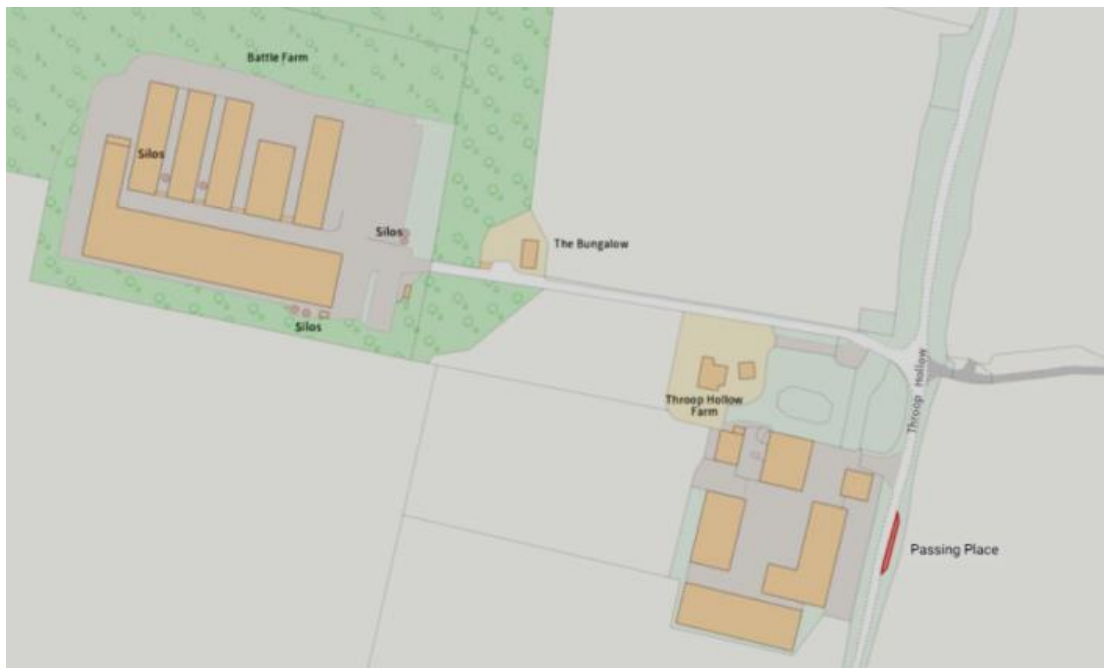 Battle Farm
Silos
Silos
The Bungalow
Silos
Throop Hollow
Throop Hollow
Farm
Passing Place